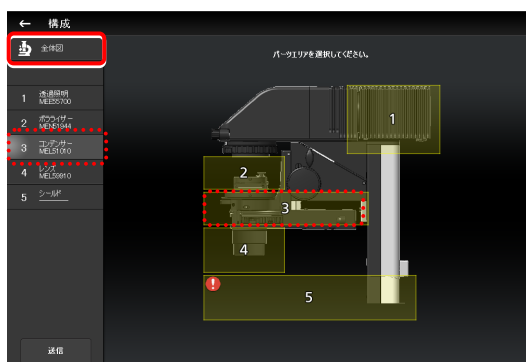 ← 構成
全体図
パーツエリアを選択してください。
1 透過照明
MEE55700
2 ポラライザー
MEN51944
3 コンデンサー
MEL51010
4 レンズ
MEL59910
5 シールド
1
2
3
4
5
送信